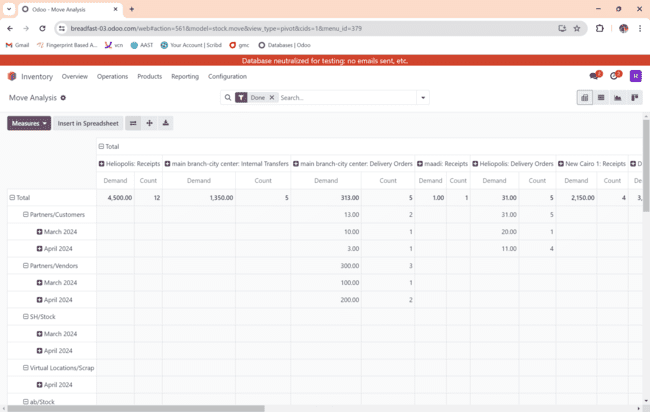 Odoo - Move Analysis
breadfast-03.odoo.com/web#action=561&model=stock.move&view_type=pivot&cids=1&menu_id=379
Gmail Fingerprint Based A... vcn AAST Your Account | Scribd gmc Databases | Odoo
Database neutralized for testing: no emails sent, etc.
Inventory Overview Operations Products Reporting Configuration
Move Analysis Done Search...
Measures Insert in Spreadsheet
Total
Heliopolis: Receipts main branch-city center: Internal Transfers main branch-city center: Delivery Orders maadi: Receipts Heliopolis: Delivery Orders New Cairo 1: Receipts D
Demand Count Demand Count Demand Count Demand Count Demand Count Demand Count De
Total 4,500.00 12 1,350.00 5 313.00 5 1.00 1 31.00 5 2,150.00 4 3,
Partners/Customers 13.00 2 31.00 5
March 2024 10.00 1 20.00 1
April 2024 3.00 1 11.00 4
Partners/Vendors 300.00 3
March 2024 100.00 1
April 2024 200.00 2
SH/Stock
March 2024
April 2024
Virtual Locations/Scrap
April 2024
ab/Stock